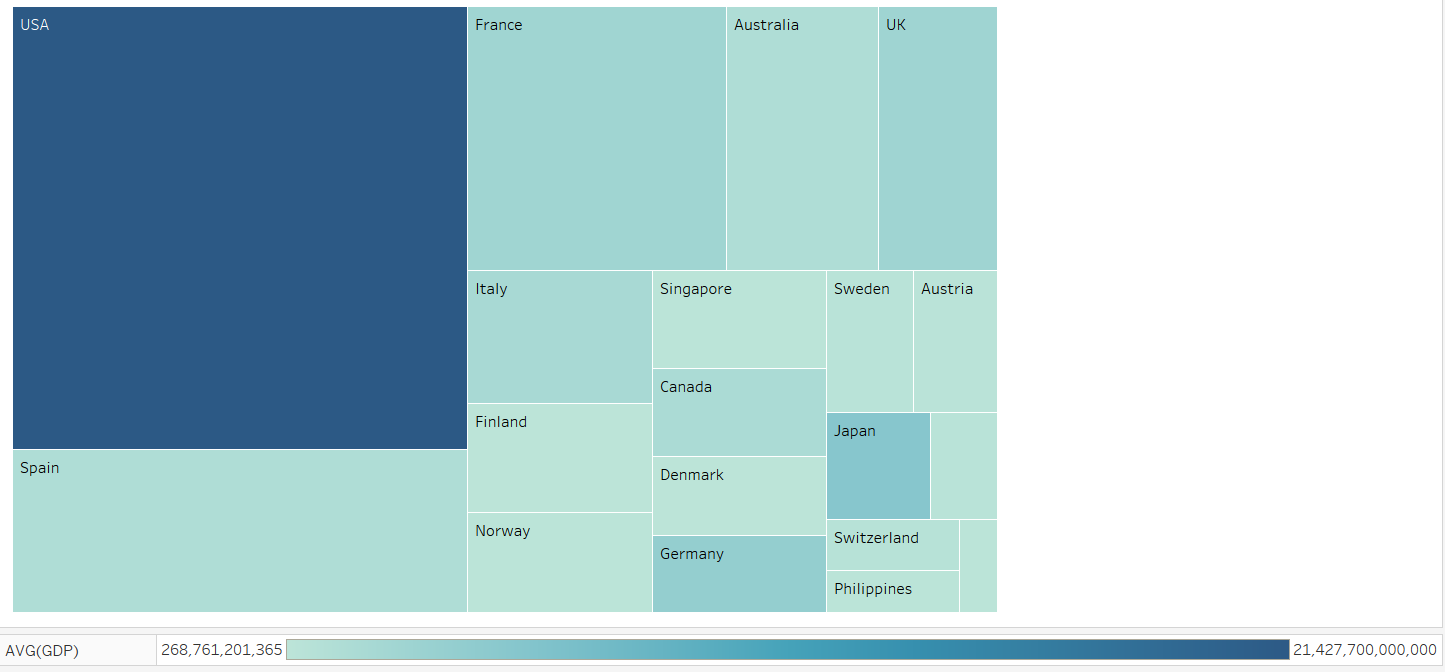 USA
France
Australia
UK
Italy
Singapore
Sweden
Austria
Canada
Finland
Japan
Spain
Denmark
Norway
Switzerland
Germany
Philippines
AVG(GDP)
268,761,201,365
21,427,700,000,000